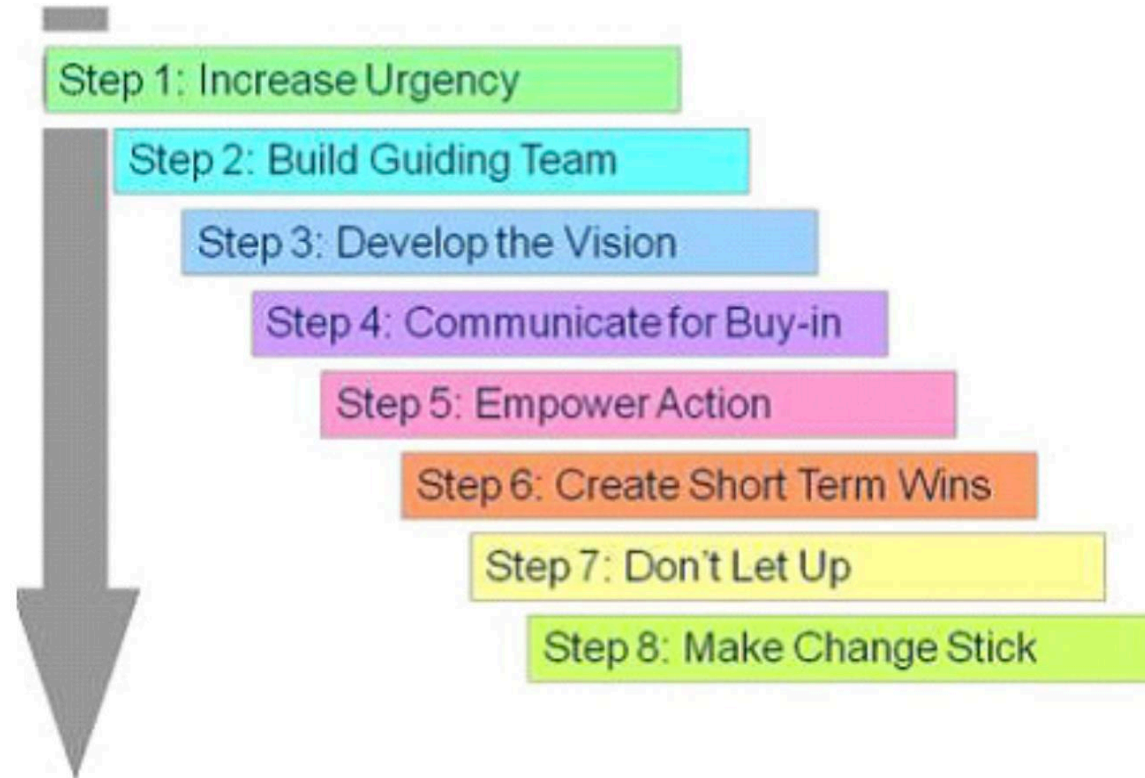 Step 1: Increase Urgency
Step 2: Build Guiding Team
Step 3: Develop the Vision
Step 4: Communicate for Buy-in
Step 5: Empower Action
Step 6: Create Short Term Wins
Step 7: Don't Let Up
Step 8: Make Change Stick